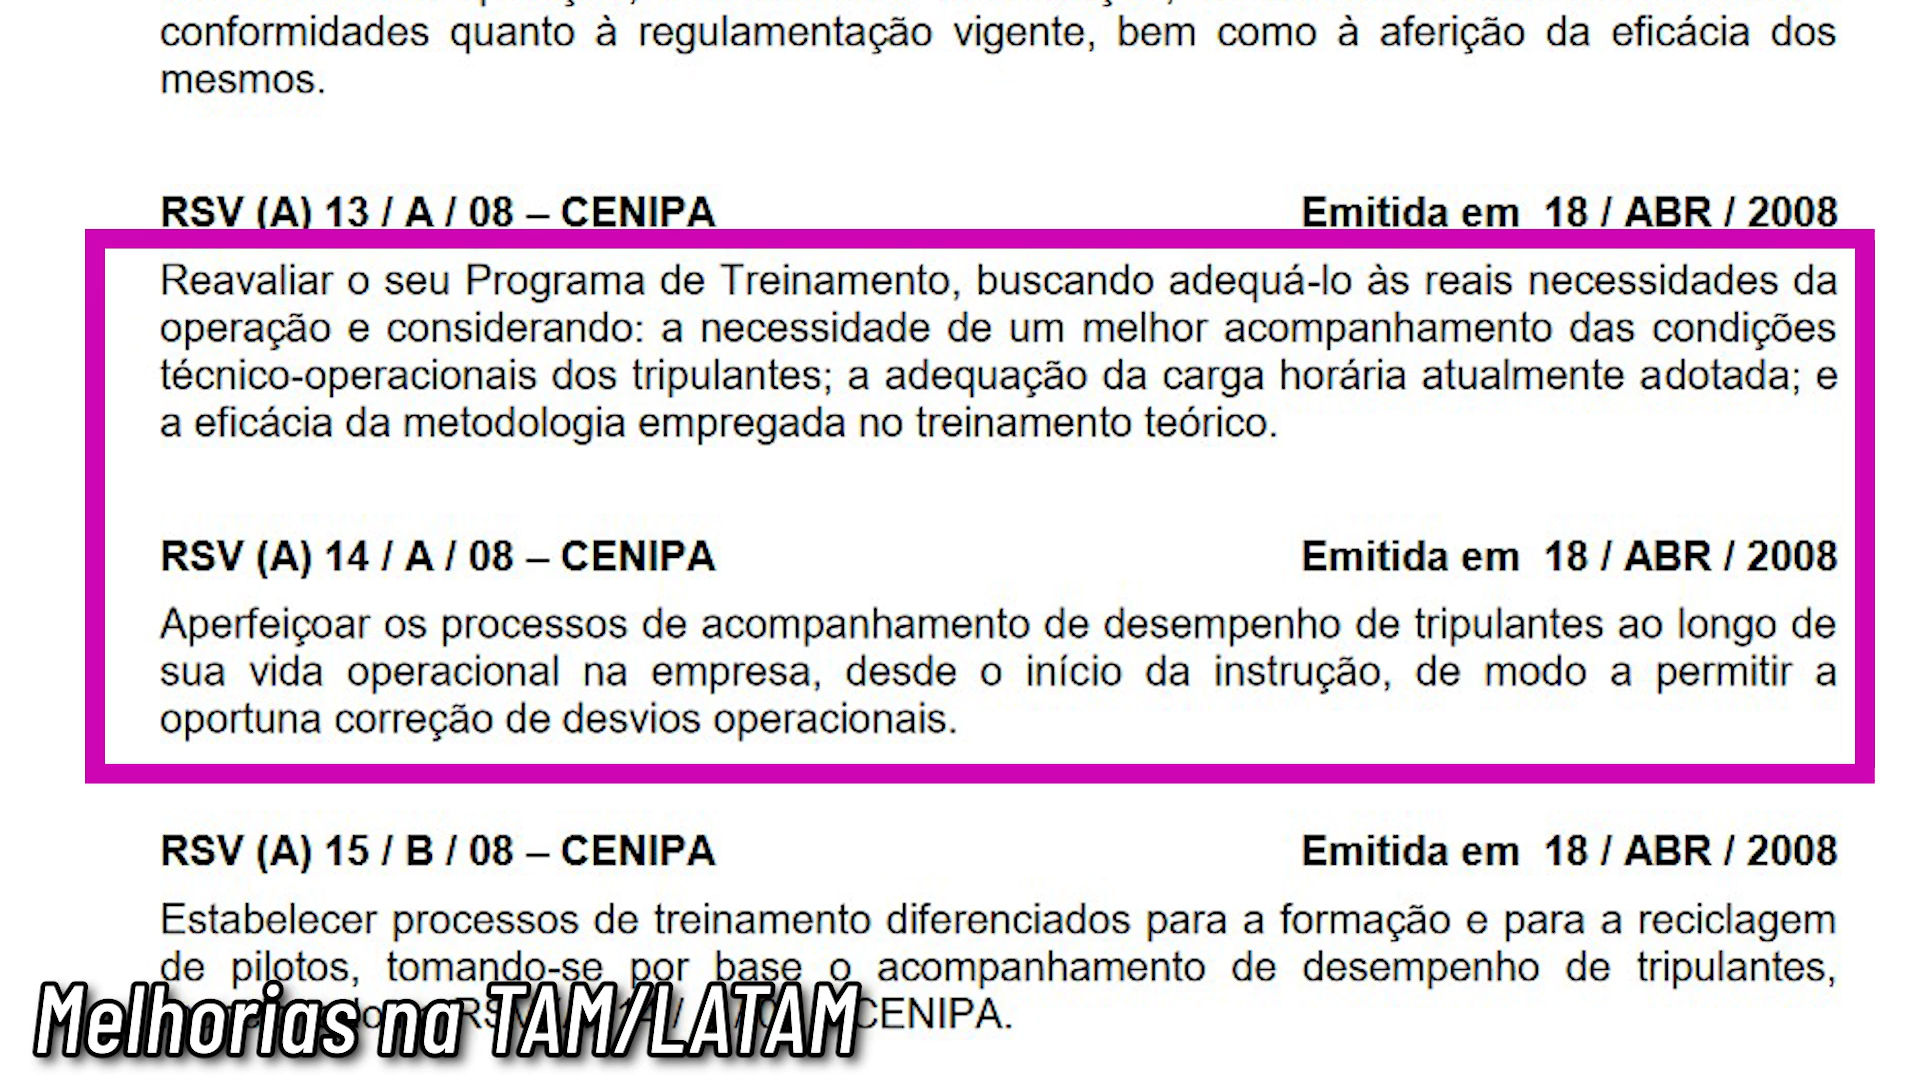 conformidades quanto à regulamentação vigente, bem como à aferição da eficácia dos
mesmos.
RSV (A) 13 / A / 08 – CENIPA Emitida em 18 / ABR / 2008
Reavaliar o seu Programa de Treinamento, buscando adequá-lo às reais necessidades da
operação e considerando: a necessidade de um melhor acompanhamento das condições
técnico-operacionais dos tripulantes; a adequação da carga horária atualmente adotada; e
a eficácia da metodologia empregada no treinamento teórico.
RSV (A) 14 / A / 08 – CENIPA Emitida em 18 / ABR / 2008
Aperfeiçoar os processos de acompanhamento de desempenho de tripulantes ao longo de
sua vida operacional na empresa, desde o início da instrução, de modo a permitir a
oportuna correção de desvios operacionais.
RSV (A) 15 / B / 08 – CENIPA Emitida em 18 / ABR / 2008
Estabelecer processos de treinamento diferenciados para a formação e para a reciclagem
de pilotos, tomando-se por base o acompanhamento de desempenho de tripulantes,
CENIPA.
Melhorias na TAM/LATAM